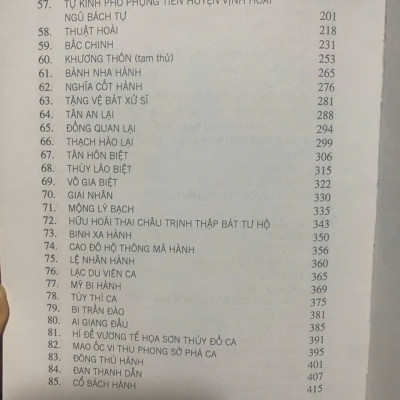 57. TỰ KINH PHÓ PHỤNG TIÊN HUYỆN VỊNH HOÀI
NGŨ BÁCH TỰ 201
58. THUẬT HOÀI 218
59. BẮC CHINH 231
60. KHƯƠNG THÔN (tam thủ) 253
61. BÀNH NHA HÀNH 265
62. NGHĨA CỐT HÀNH 276
63. TẶNG VỆ BÁT XỬ SĨ 281
64. TÂN AN LẠI 288
65. ĐỒNG QUAN LẠI 294
66. THẠCH HÀO LẠI 299
67. TÂN HÔN BIỆT 306
68. THÙY LÃO BIỆT 315
69. VÔ GIA BIỆT 322
70. GIAI NHÂN 330
71. MỘNG LÝ BẠCH 335
72. HỮU HOÀI THAI CHÂU TRỊNH THẬP BÁT TƯ HỘ 343
73. BINH XA HÀNH 350
74. CAO ĐÔ HỘ THÔNG MÃ HÀNH 356
75. LỆ NHÂN HÀNH 360
76. LẠC DU VIÊN CA 365
77. MỸ BI HÀNH 369
78. TÚY THÌ CA 375
79. BI TRẦN ĐÀO 381
80. AI GIANG ĐẦU 385
81. HÍ ĐỀ VƯƠNG TỂ HỌA SƠN THỦY ĐỒ CA 391
82. MAO ỐC VI THU PHONG SỞ PHÁ CA 395
83. ĐÔNG THÚ HÀNH 401
84. ĐAN THANH DẪN 407
85. CỔ BÁCH HÀNH 415